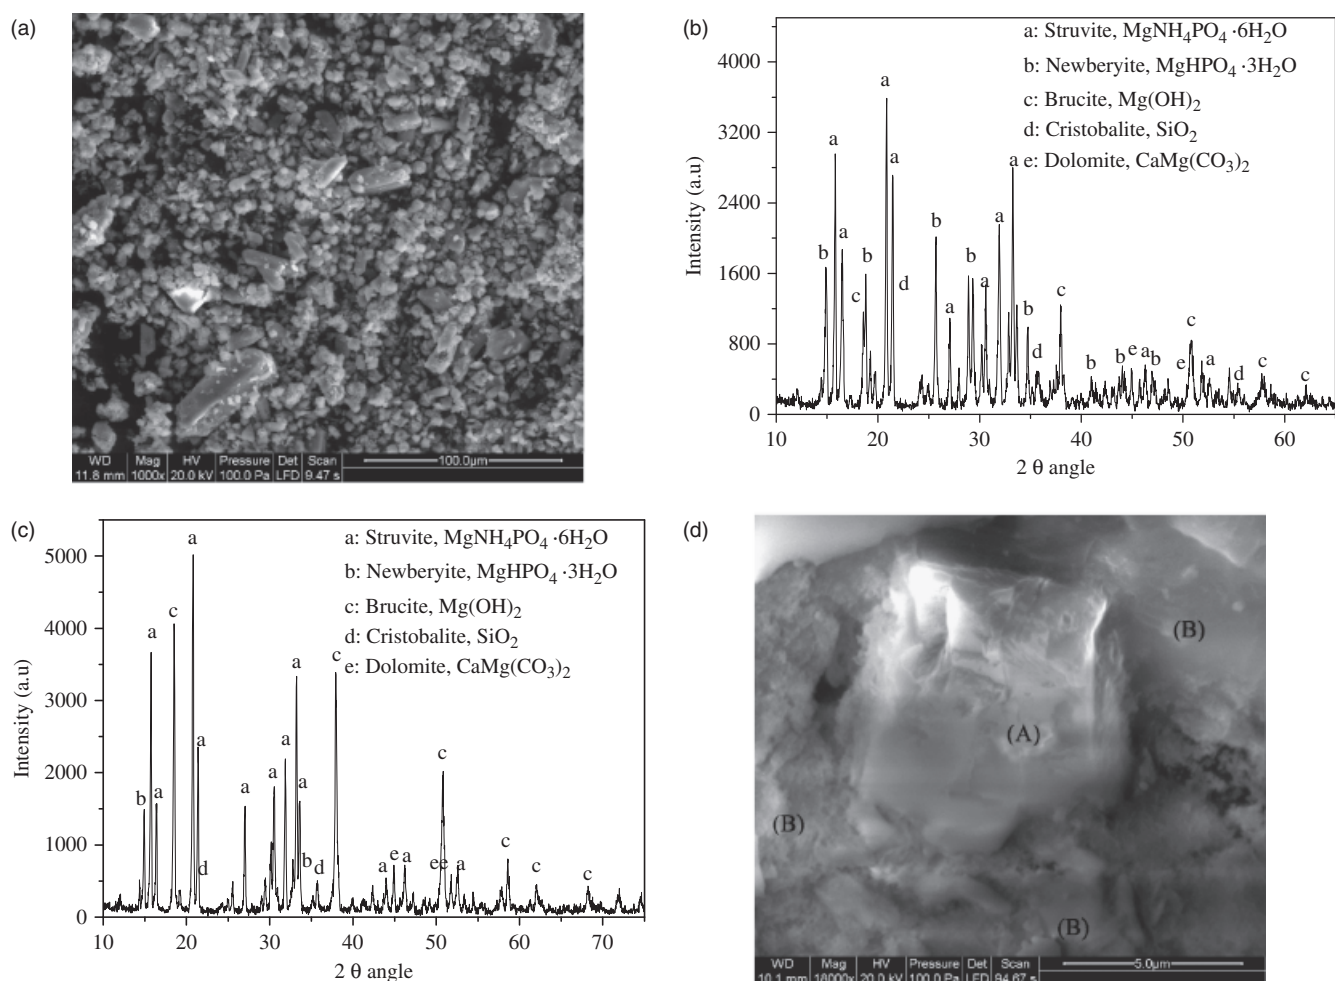 (a)
WD Mag HV Pressure Det Scan
11.8 mm 1000x 20.0 kV 100.0 Pa LFD 9.47 s 100.0µm
(b)
a: Struvite, MgNH4PO4·6H2O
b: Newberyite, MgHPO4·3H2O
c: Brucite, Mg(OH)2
d: Cristobalite, SiO2
e: Dolomite, CaMg(CO3)2
4000
3200
2400
1600
800
0
Intensity (a.u)
b a a c b a a d b a b a a a b d c b b e a b e c a d c c
10 20 30 40 50 60
2 θ angle
(c)
a: Struvite, MgNH4PO4·6H2O
b: Newberyite, MgHPO4·3H2O
c: Brucite, Mg(OH)2
d: Cristobalite, SiO2
e: Dolomite, CaMg(CO3)2
5000
4000
3000
2000
1000
0
Intensity (a.u)
b a a c a a d a a a a a b d c a e a e e c a c c c
10 20 30 40 50 60 70
2 θ angle
(d)
(B)
(A)
(B)
(B)
WD Mag HV Pressure Det Scan
10.1 mm 18000x 20.0 kV 100.0 Pa LFD 94.67 s 5.0µm